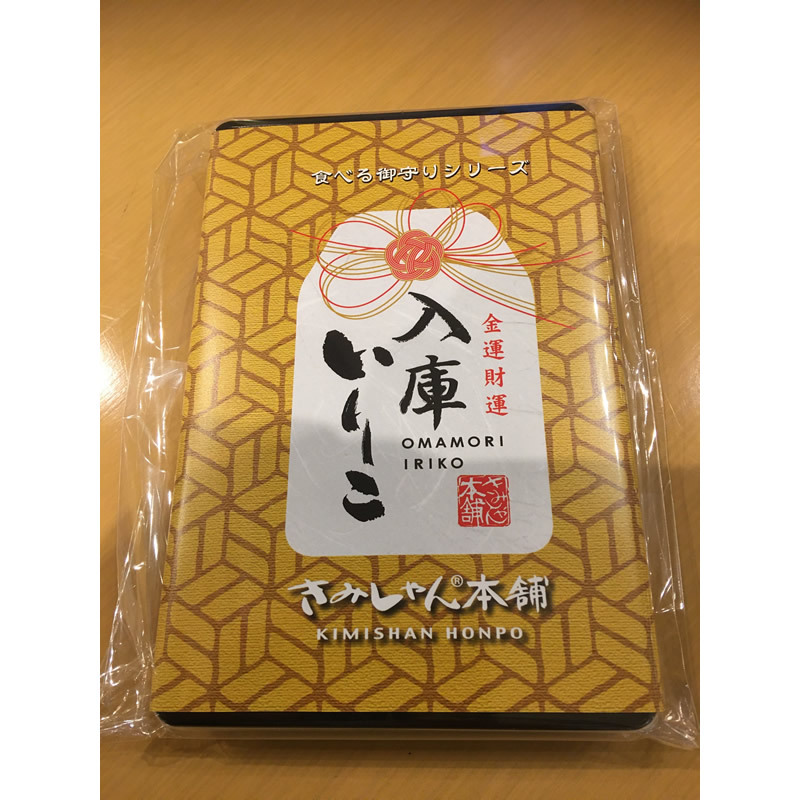 食べる御守りシリーズ
金運財運
入庫
いりこ
OMAMORI
IRIKO
きみしゃん
本舗
きみしゃん®本舗
KIMISHAN HONPO